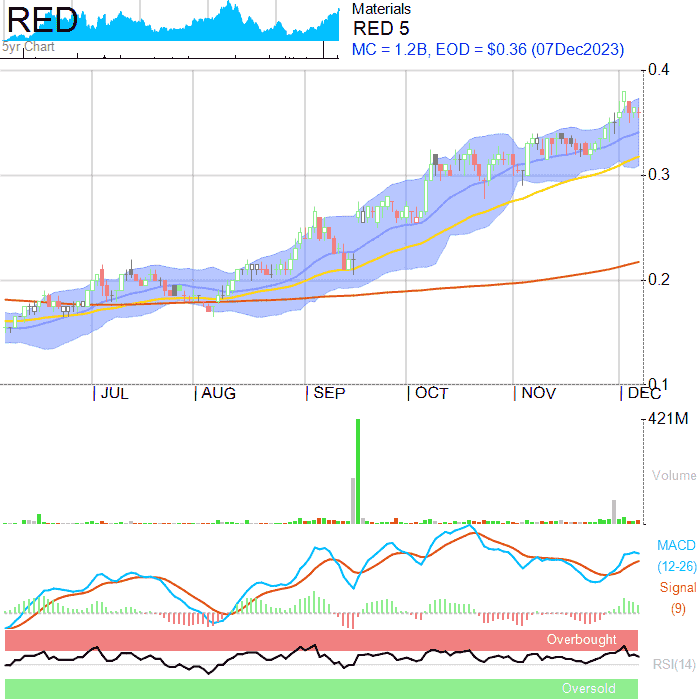 RED
5yr Chart
Materials
RED 5
MC = 1.2B, EOD = $0.36 (07Dec2023)
0.4
0.3
0.2
0.1
JUL AUG SEP OCT NOV DEC
421M
Volume
MACD
(12-26)
Signal
(9)
Overbought
RSI(14)
Oversold